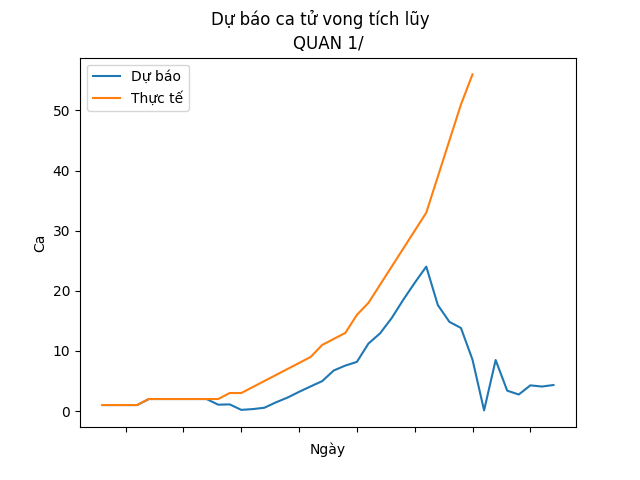 Dự báo ca tử vong tích lũy
QUAN 1/
Dự báo
Thực tế
50
40
30
20
10
0
Ca
Ngày